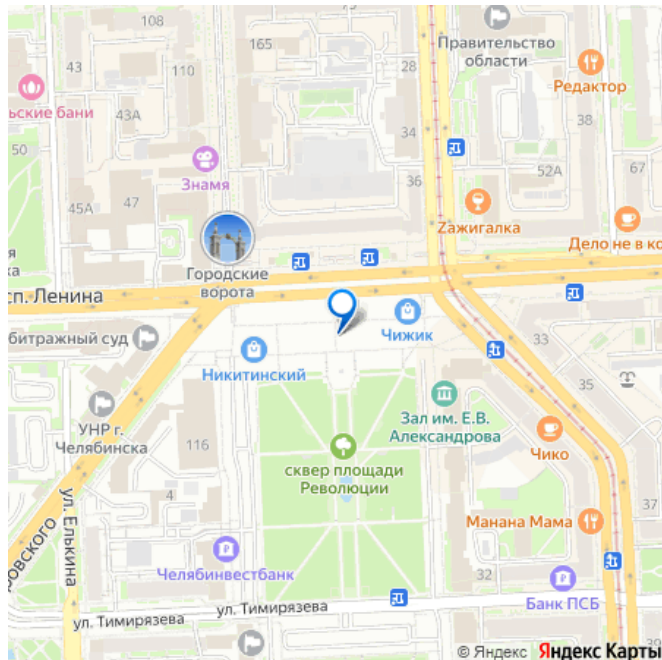 108
165
Правительство
области
43
110
28
Редактор
ьские бани
43А
34
38
50
Знамя
36
52А
67
45А
47
Zажигалка
Дело не в ко
Городские
ворота
сп. Ленина
Чижик
битражный суд
33
Никитинский
35
Зал им. Е.В.
Александрова
УНР г.
Челябинска
116
сквер площади
Революции
Чико
4
37
Манана Мама
ровского
ул. Елькина
Челябинвестбанк
32
Банк ПСБ
ул. Тимирязева
ул. Тимирязева
© Яндекс Яндекс Карты